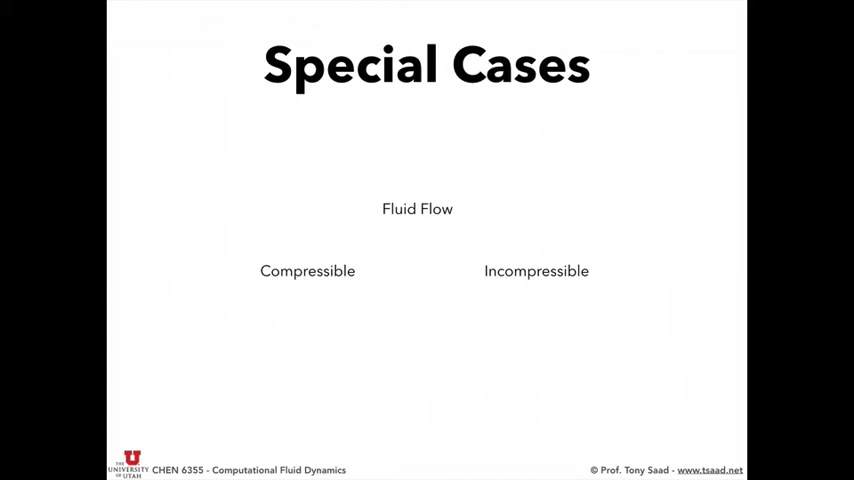 Special Cases
Fluid Flow
Compressible
Incompressible
THE
UNIVERSITY
OF UTAH
CHEN 6355 - Computational Fluid Dynamics
© Prof. Tony Saad - www.tsaad.net